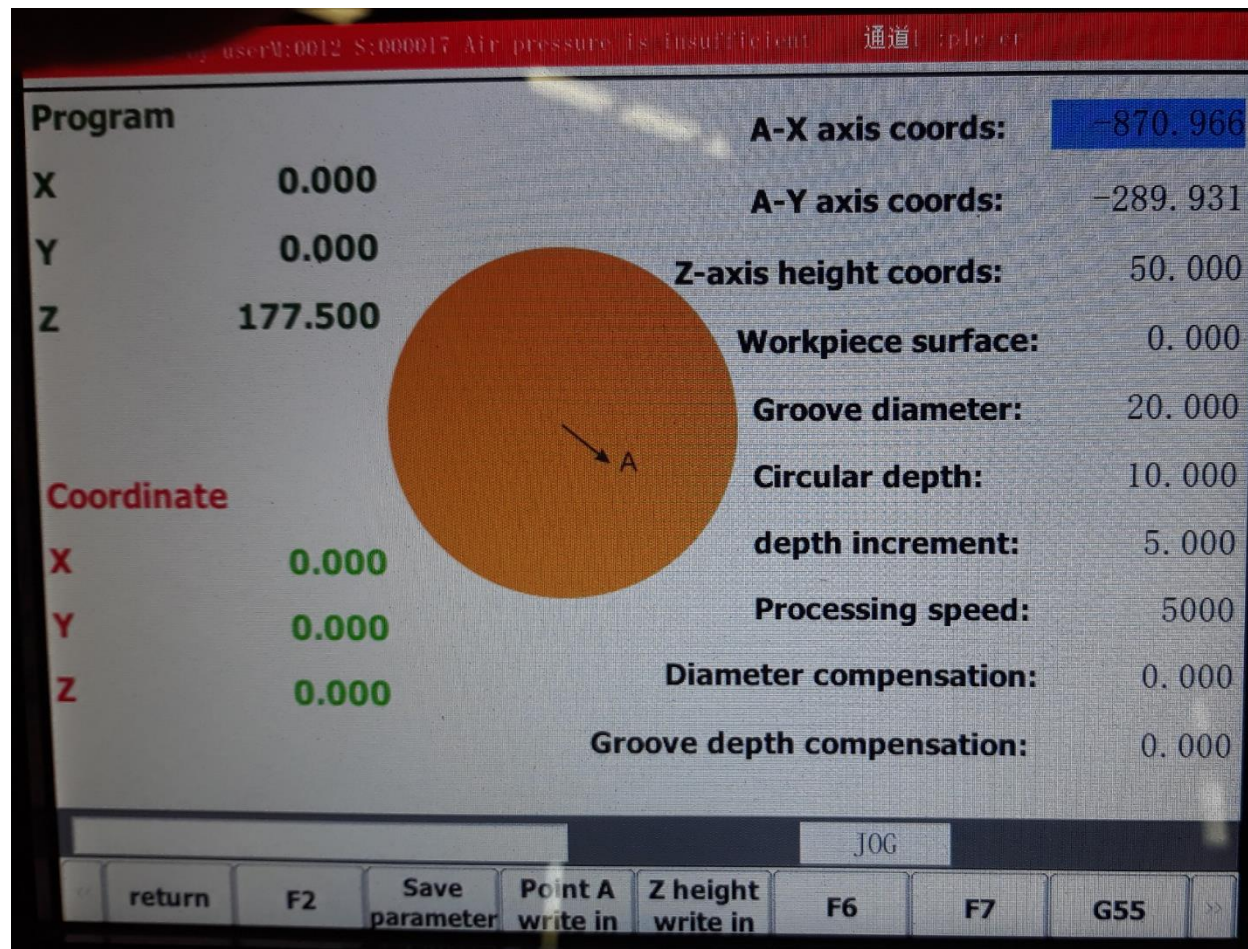 userM:0012 S:000017 Air pressure is insufficient 通道1 :plc er
Program
X 0.000
Y 0.000
Z 177.500
A
Coordinate
X 0.000
Y 0.000
Z 0.000
A-X axis coords: -870.966
A-Y axis coords: -289.931
Z-axis height coords: 50.000
Workpiece surface: 0.000
Groove diameter: 20.000
Circular depth: 10.000
depth increment: 5.000
Processing speed: 5000
Diameter compensation: 0.000
Groove depth compensation: 0.000
JOG
<< return F2 Save parameter Point A write in Z height write in F6 F7 G55 >>